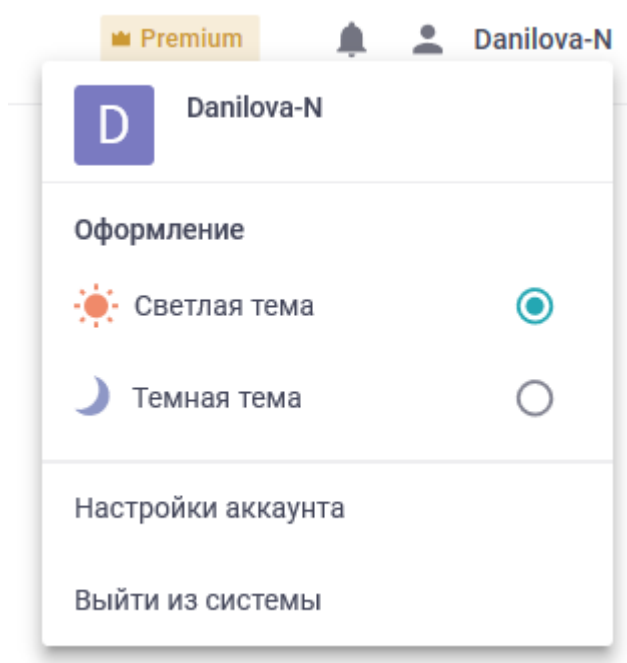 Premium
Danilova-N
D
Danilova-N
Оформление
Светлая тема
Темная тема
Настройки аккаунта
Выйти из системы